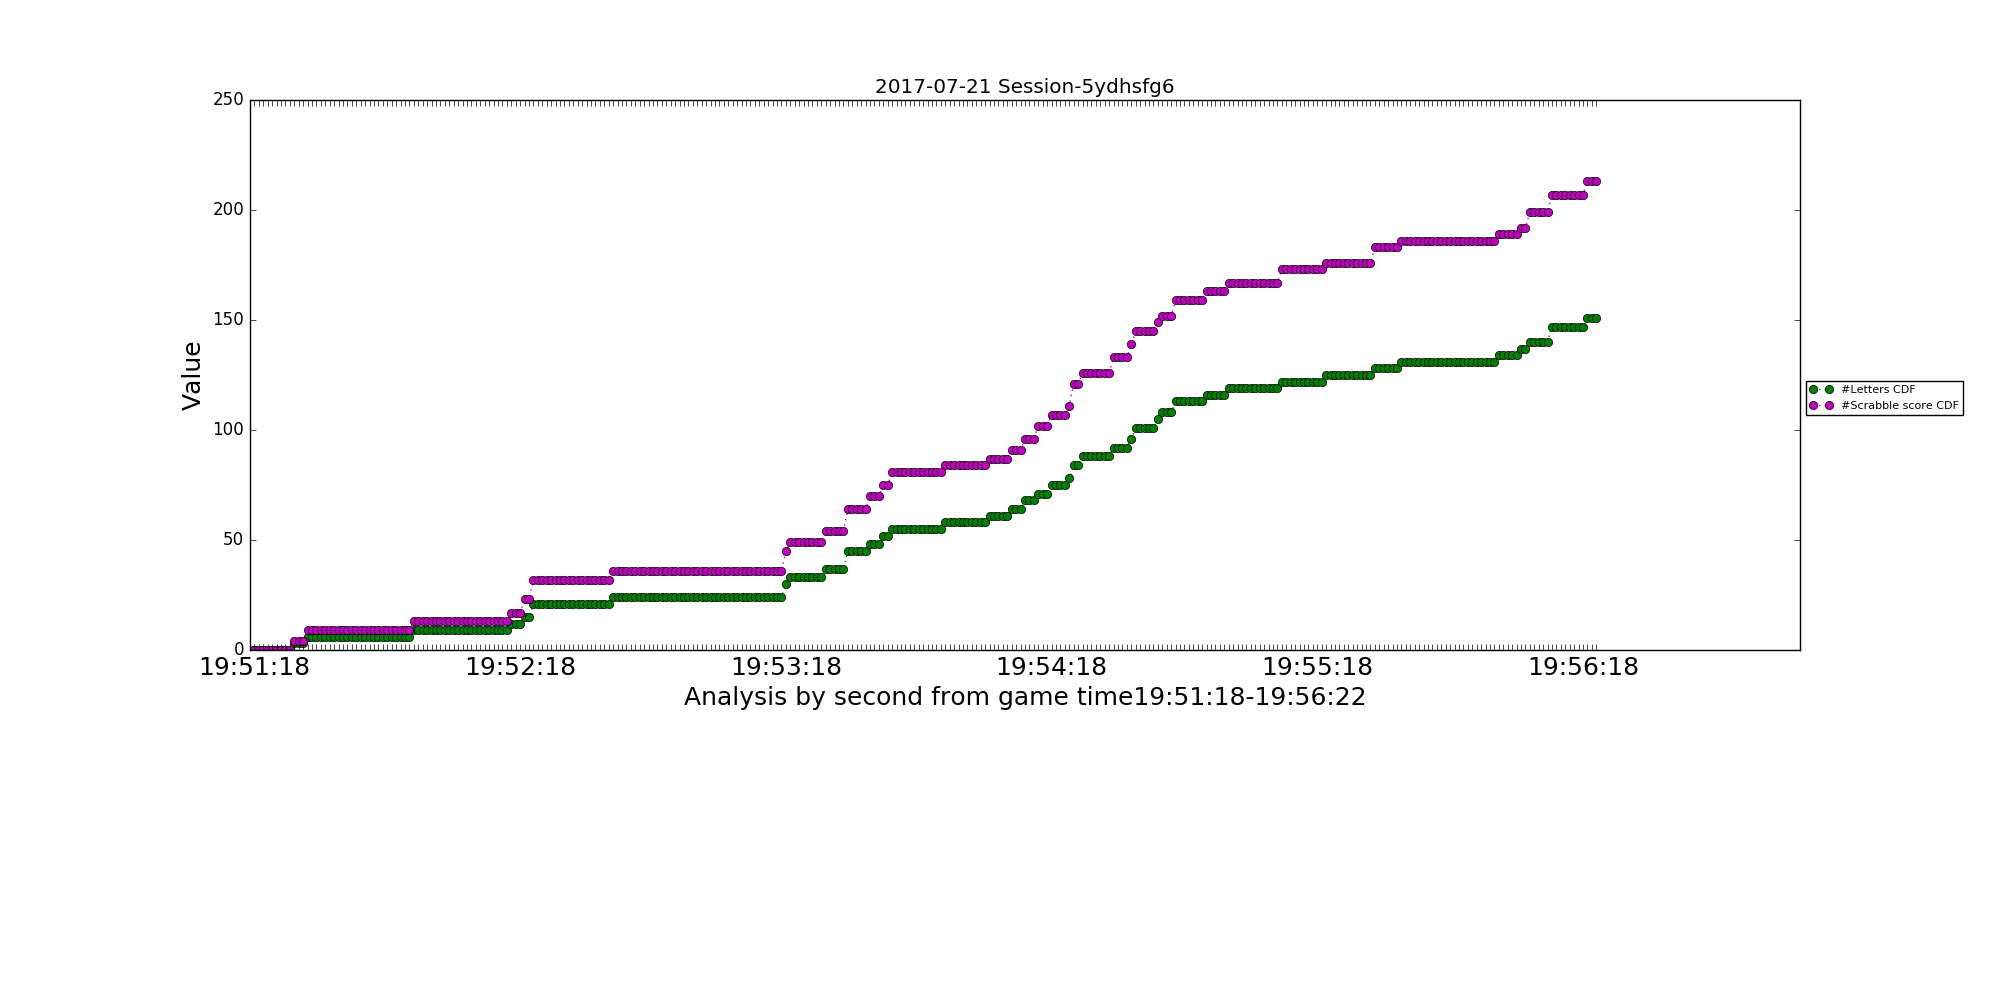 2017-07-21 Session-5ydhsfg6
250
200
150
100
50
0
Value
19:51:18 19:52:18 19:53:18 19:54:18 19:55:18 19:56:18
Analysis by second from game time19:51:18-19:56:22
#Letters CDF
#Scrabble score CDF